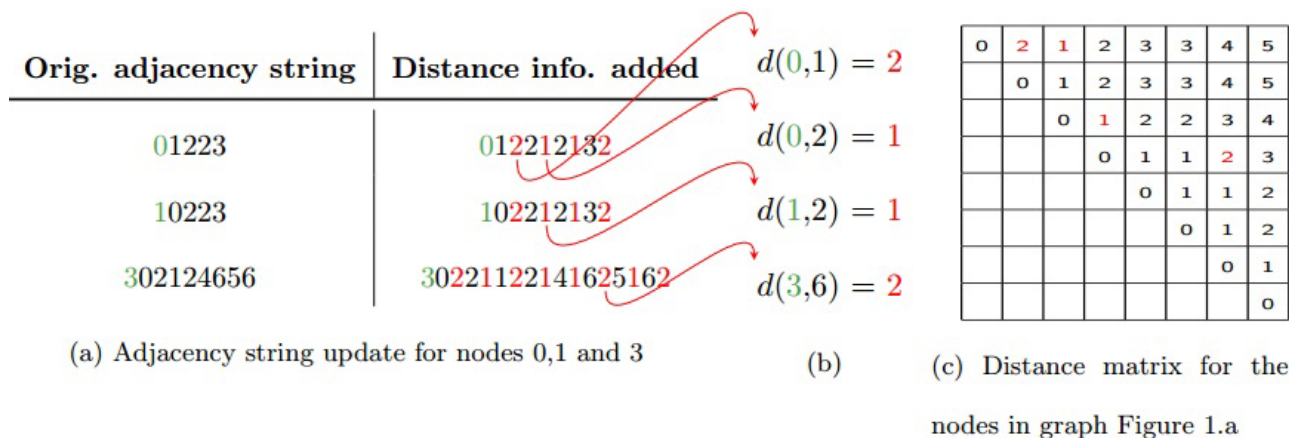 Orig. adjacency string Distance info. added
01223 012212132
10223 102212132
302124656 30221122141625162
(a) Adjacency string update for nodes 0,1 and 3
d(0,1) = 2
d(0,2) = 1
d(1,2) = 1
d(3,6) = 2
(b)
0 2 1 2 3 3 4 5
0 1 2 3 3 4 5
0 1 2 2 3 4
0 1 1 2 3
0 1 1 2
0 1 2
0 1
0
(c) Distance matrix for the
nodes in graph Figure 1.a